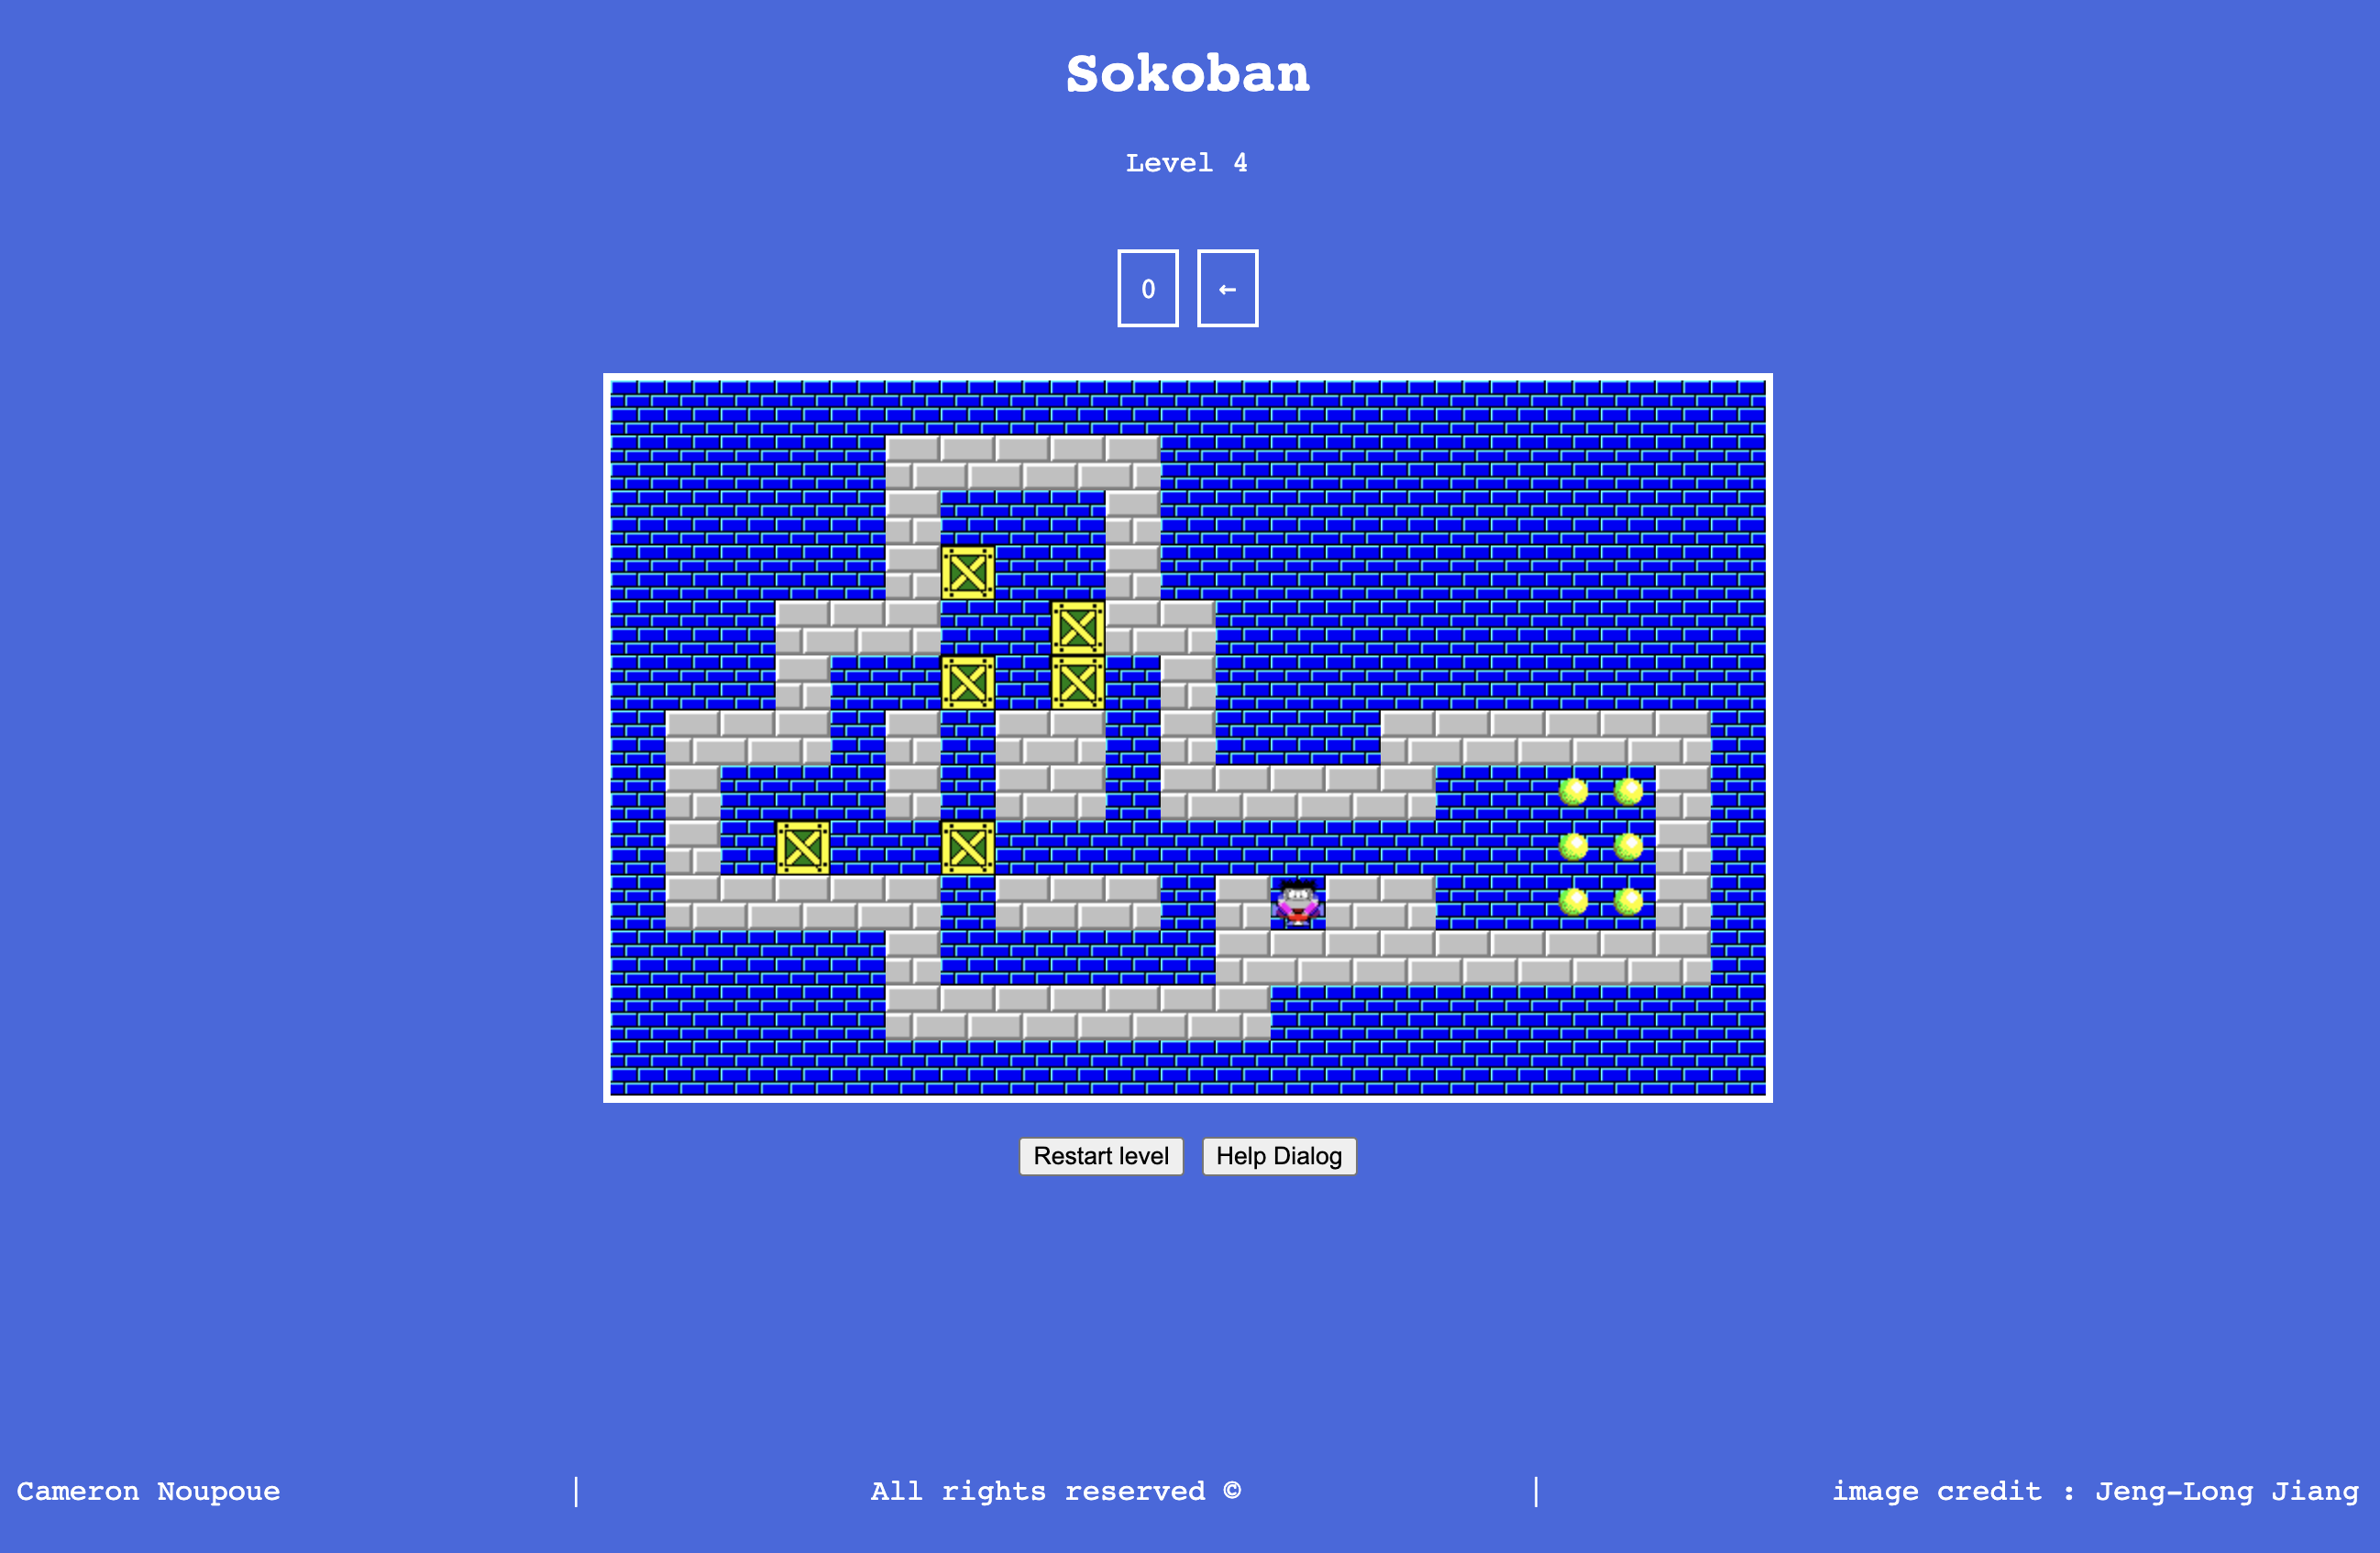 Sokoban
Level 4
0 ←
Restart level Help Dialog
Cameron Noupoue | All rights reserved © | image credit : Jeng-Long Jiang